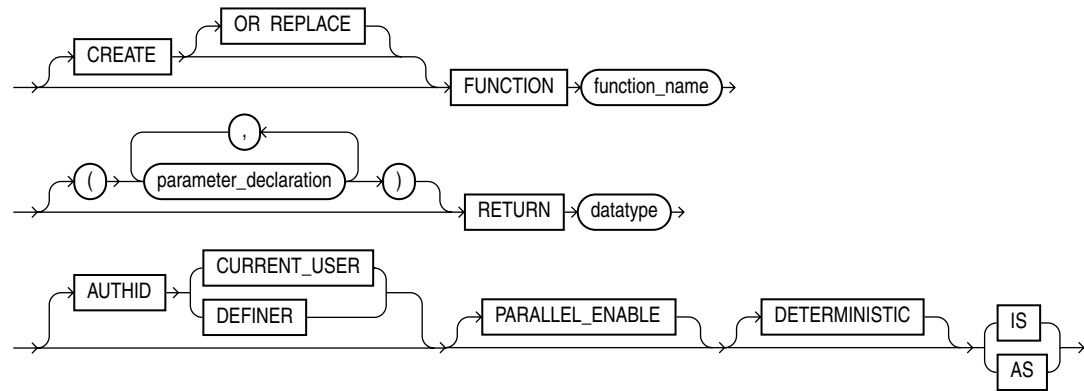 OR REPLACE
CREATE
FUNCTION function_name
,
( parameter_declaration )
RETURN datatype
CURRENT_USER
AUTHID
DEFINER
PARALLEL_ENABLE
DETERMINISTIC
IS
AS